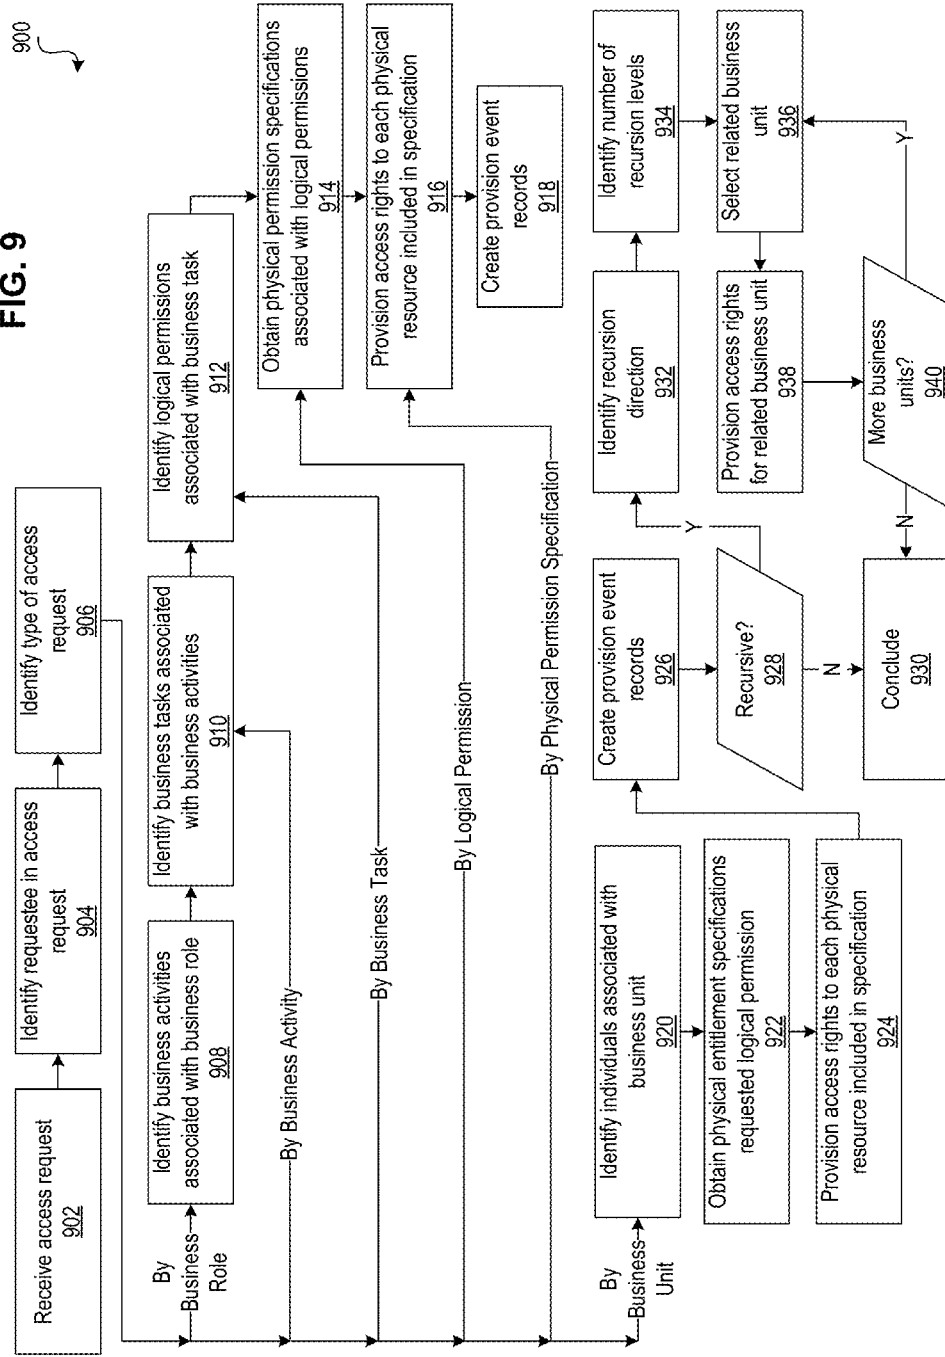 FIG. 9
900
Receive access request
902
Identify requestee in access
request
904
Identify type of access
request
906
By
Business
Role
Identify business activities
associated with business role
908
Identify business tasks associated
with business activities
910
Identify logical permissions
associated with business task
912
Obtain physical permission specifications
associated with logical permissions
914
Provision access rights to each physical
resource included in specification
916
Create provision event
records
918
By Business Activity
By Business Task
By Logical Permission
By Physical Permission Specification
By
Business
Unit
Identify individuals associated with
business unit
920
Obtain physical entitlement specifications
requested logical permission
922
Provision access rights to each physical
resource included in specification
924
Create provision event
records
926
Recursive?
928
Y
N
Conclude
930
Identify recursion
direction
932
Identify number of
recursion levels
934
Select related business
unit
936
Provision access rights
for related business unit
938
More business
units?
940
Y
N